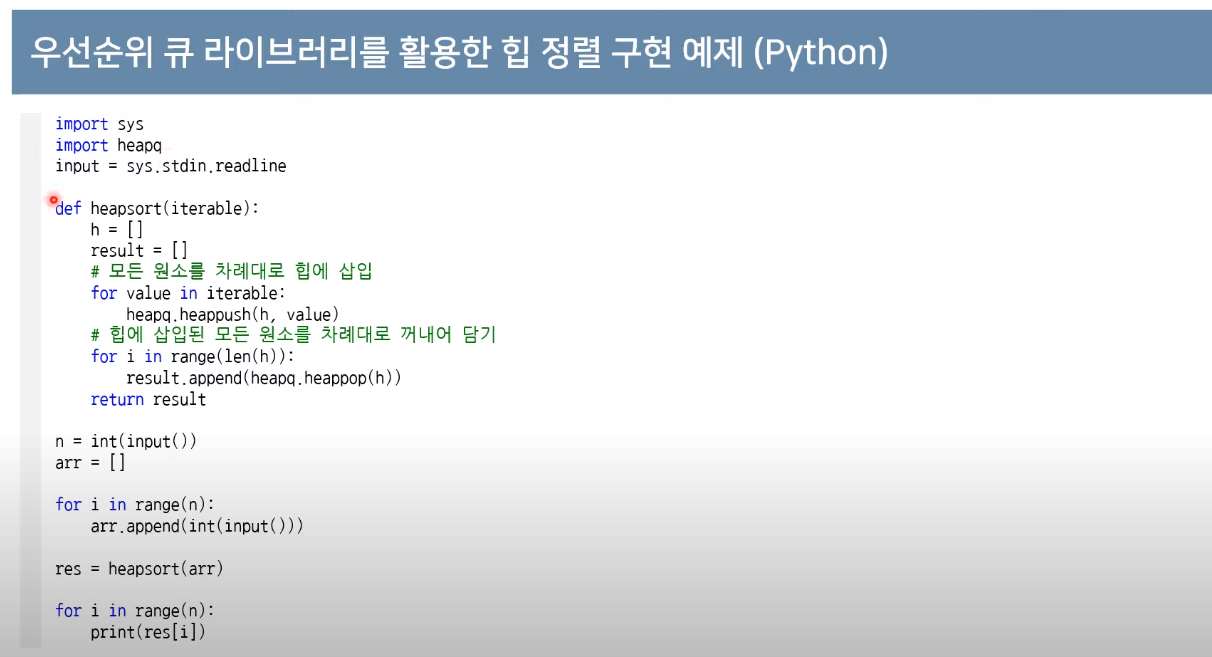 우선순위 큐 라이브러리를 활용한 힙 정렬 구현 예제 (Python)
import sys
import heapq
input = sys.stdin.readline
def heapsort(iterable):
    h = []
    result = []
    # 모든 원소를 차례대로 힙에 삽입
    for value in iterable:
        heapq.heappush(h, value)
    # 힙에 삽입된 모든 원소를 차례대로 꺼내어 담기
    for i in range(len(h)):
        result.append(heapq.heappop(h))
    return result
n = int(input())
arr = []
for i in range(n):
    arr.append(int(input()))
res = heapsort(arr)
for i in range(n):
    print(res[i])